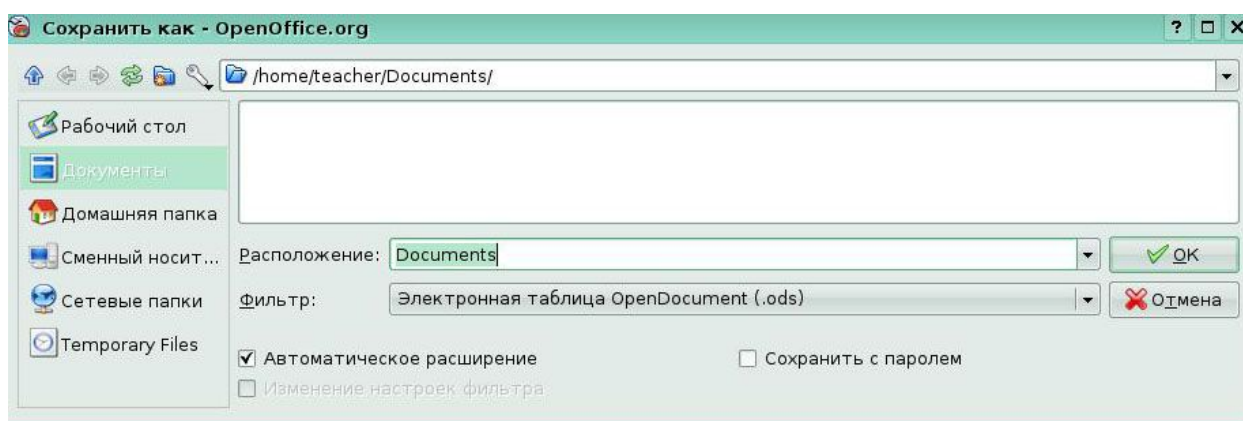 Сохранить как - OpenOffice.org
/home/teacher/Documents/
Рабочий стол
Документы
Домашняя папка
Сменный носит...
Сетевые папки
Temporary Files
Расположение: Documents
OK
Фильтр: Электронная таблица OpenDocument (.ods)
Отмена
Автоматическое расширение
Сохранить с паролем
Изменение настроек фильтра